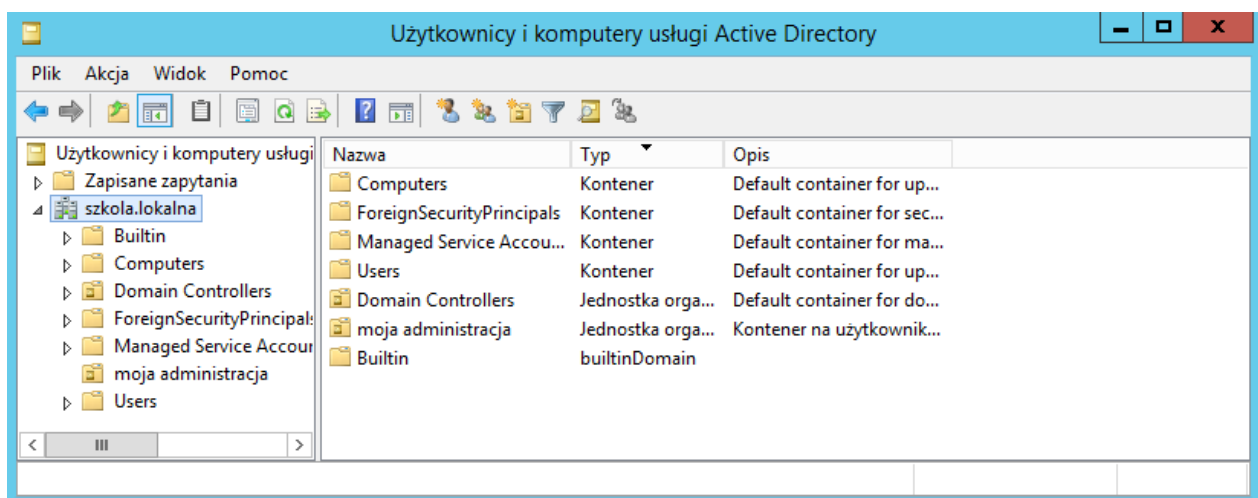 Użytkownicy i komputery usługi Active Directory
Plik Akcja Widok Pomoc
Użytkownicy i komputery usługi
Zapisane zapytania
szkola.lokalna
Builtin
Computers
Domain Controllers
ForeignSecurityPrincipals
Managed Service Accour
moja administracja
Users
Nazwa Typ Opis
Computers Kontener Default container for up...
ForeignSecurityPrincipals Kontener Default container for sec...
Managed Service Accou... Kontener Default container for ma...
Users Kontener Default container for up...
Domain Controllers Jednostka orga... Default container for do...
moja administracja Jednostka orga... Kontener na użytkownik...
Builtin builtinDomain